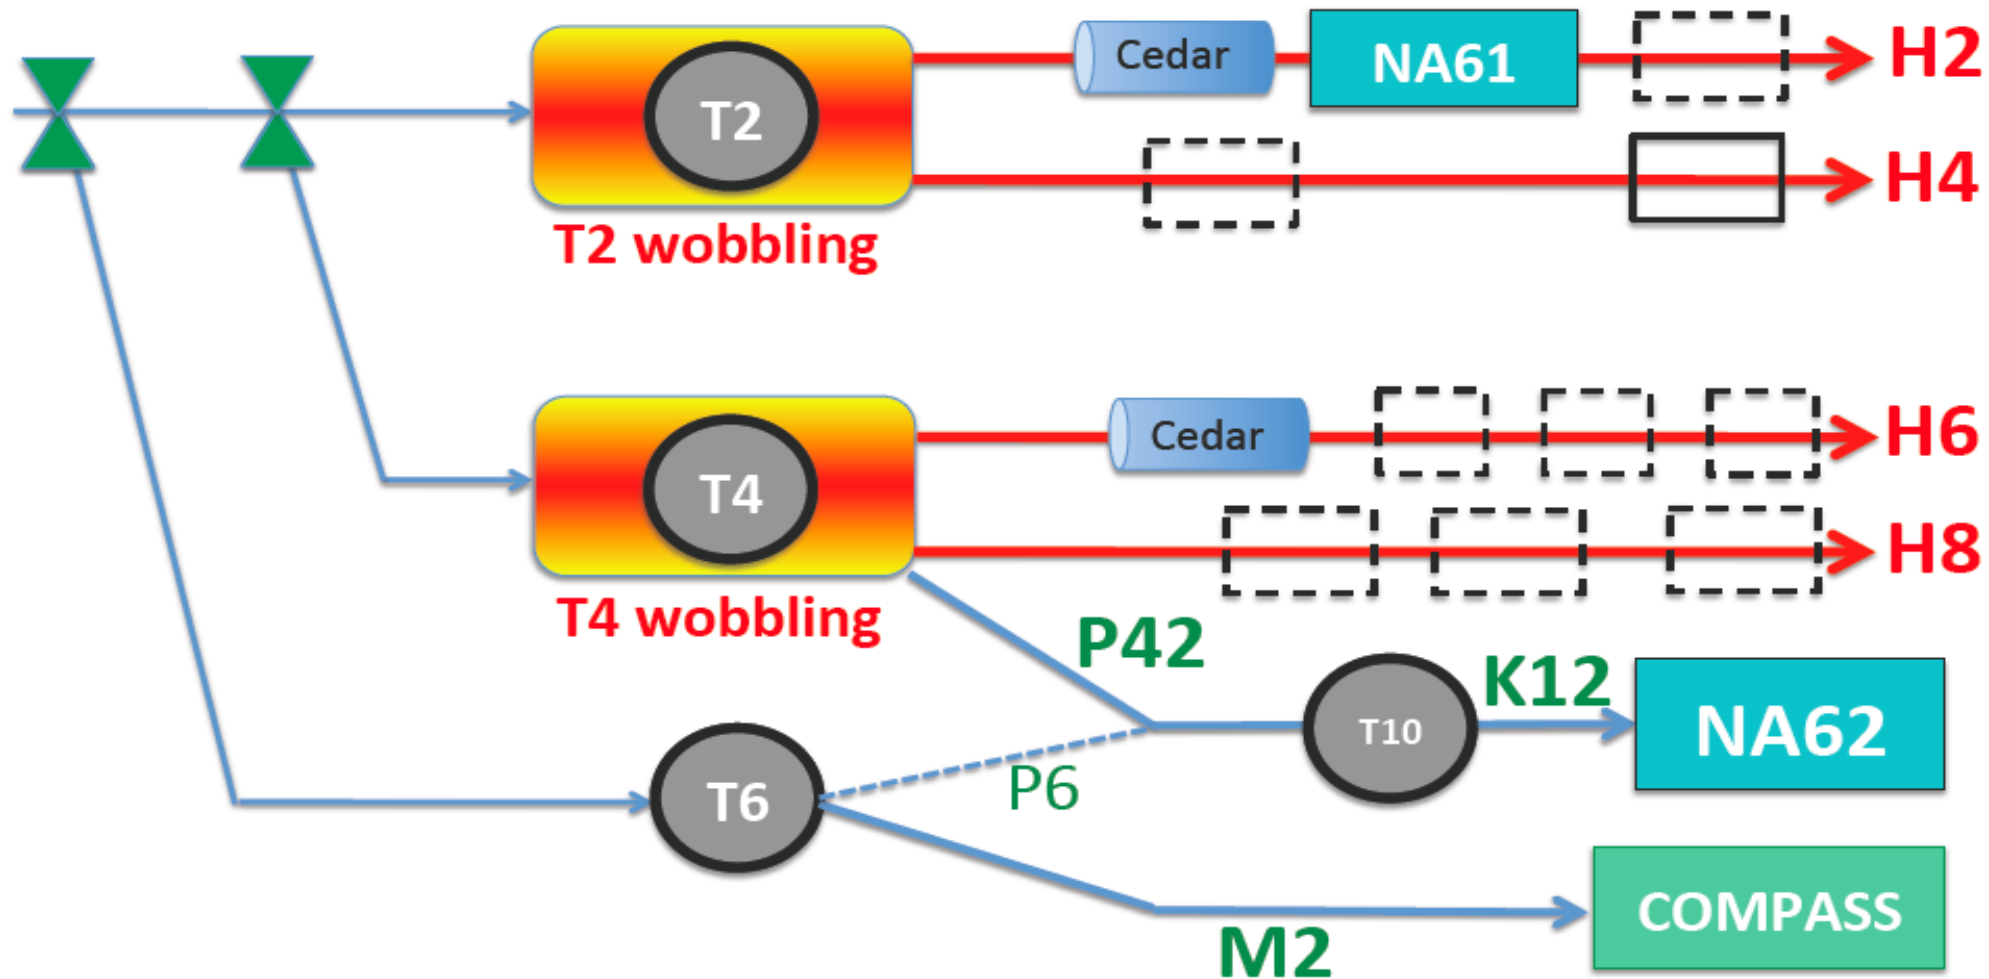 T2
Cedar
NA61
H2
H4
T2 wobbling
T4
Cedar
H6
H8
T4 wobbling
P42
K12
T10
NA62
T6
P6
COMPASS
M2